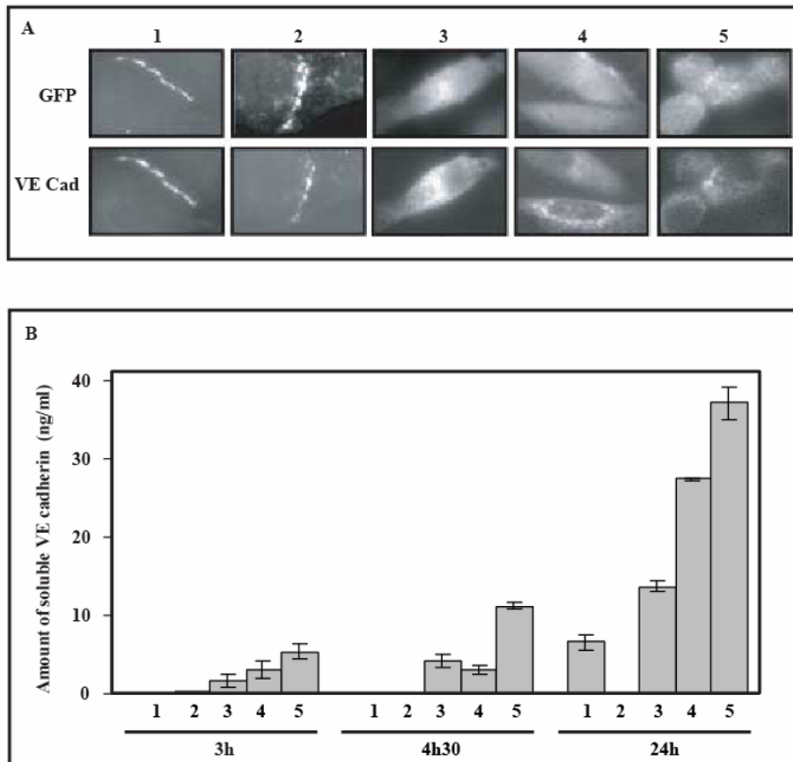 A
1 2 3 4 5
GFP
VE Cad
B
Amount of soluble VE cadherin (ng/ml)
40
30
20
10
0
1 2 3 4 5 1 2 3 4 5 1 2 3 4 5
3h 4h30 24h